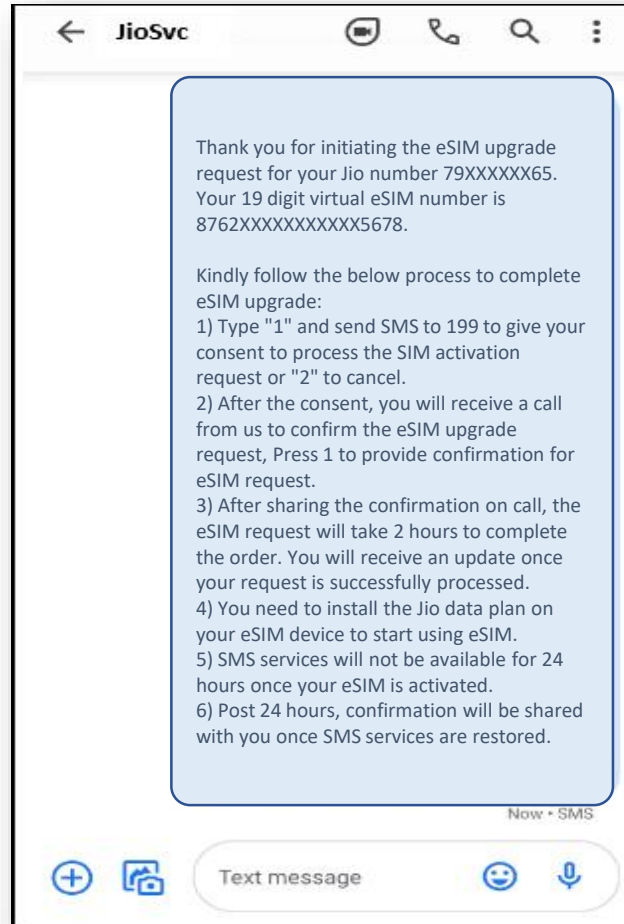 JioSvc
Thank you for initiating the eSIM upgrade
request for your Jio number 79XXXXXX65.
Your 19 digit virtual eSIM number is
8762XXXXXXXXXXX5678.
Kindly follow the below process to complete
eSIM upgrade:
1) Type "1" and send SMS to 199 to give your
consent to process the SIM activation
request or "2" to cancel.
2) After the consent, you will receive a call
from us to confirm the eSIM upgrade
request, Press 1 to provide confirmation for
eSIM request.
3) After sharing the confirmation on call, the
eSIM request will take 2 hours to complete
the order. You will receive an update once
your request is successfully processed.
4) You need to install the Jio data plan on
your eSIM device to start using eSIM.
5) SMS services will not be available for 24
hours once your eSIM is activated.
6) Post 24 hours, confirmation will be shared
with you once SMS services are restored.
Now • SMS
Text message